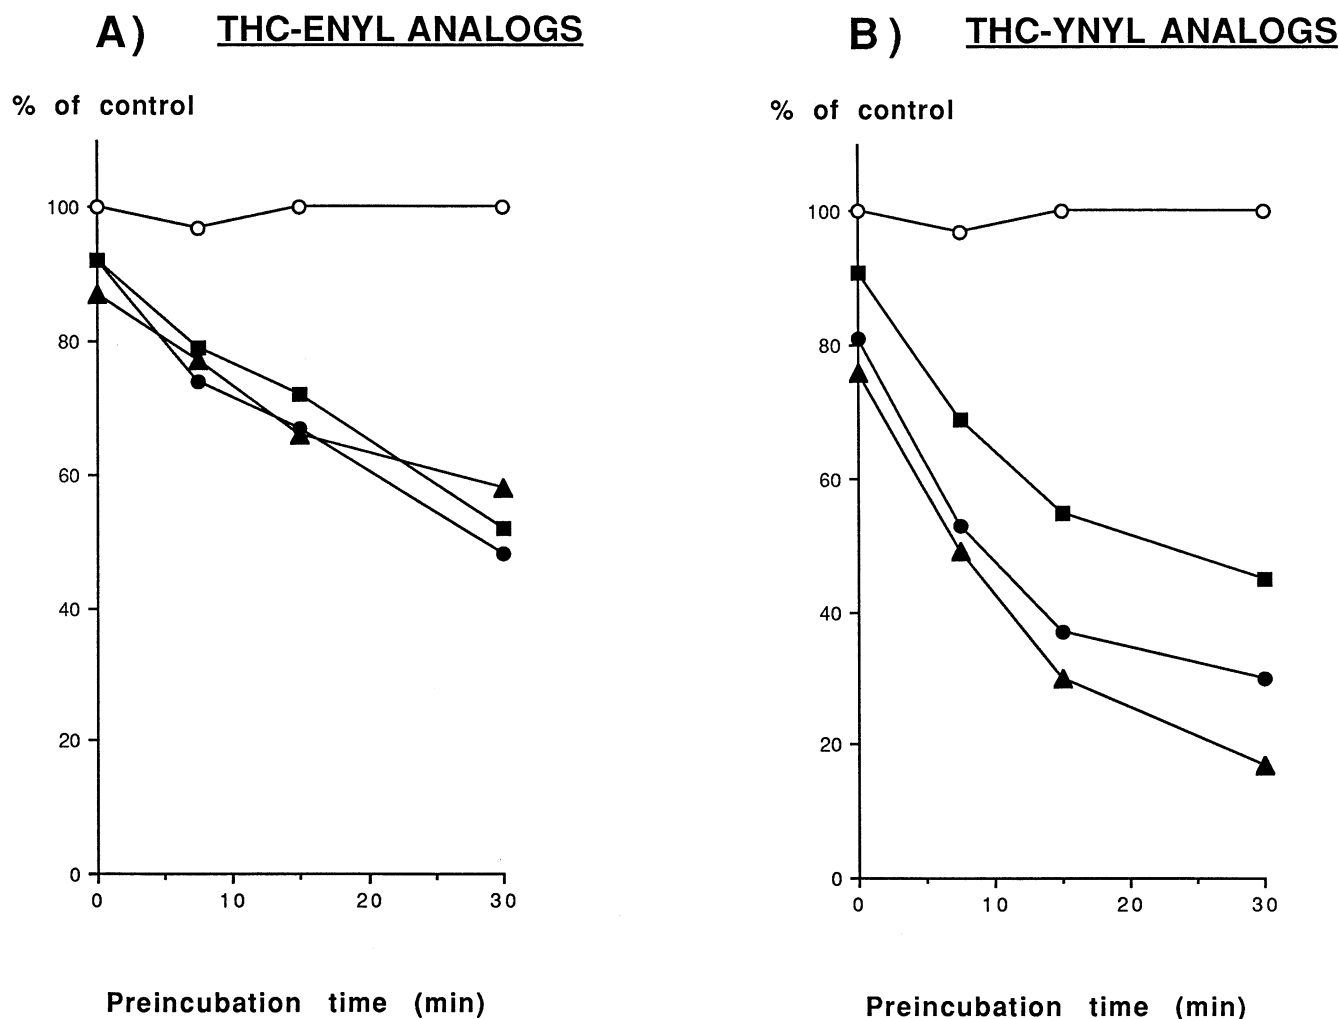 A) THC-ENYL ANALOGS
% of control
100
80
60
40
20
0
0 10 20 30
Preincubation time (min)
B) THC-YNYL ANALOGS
% of control
100
80
60
40
20
0
0 10 20 30
Preincubation time (min)